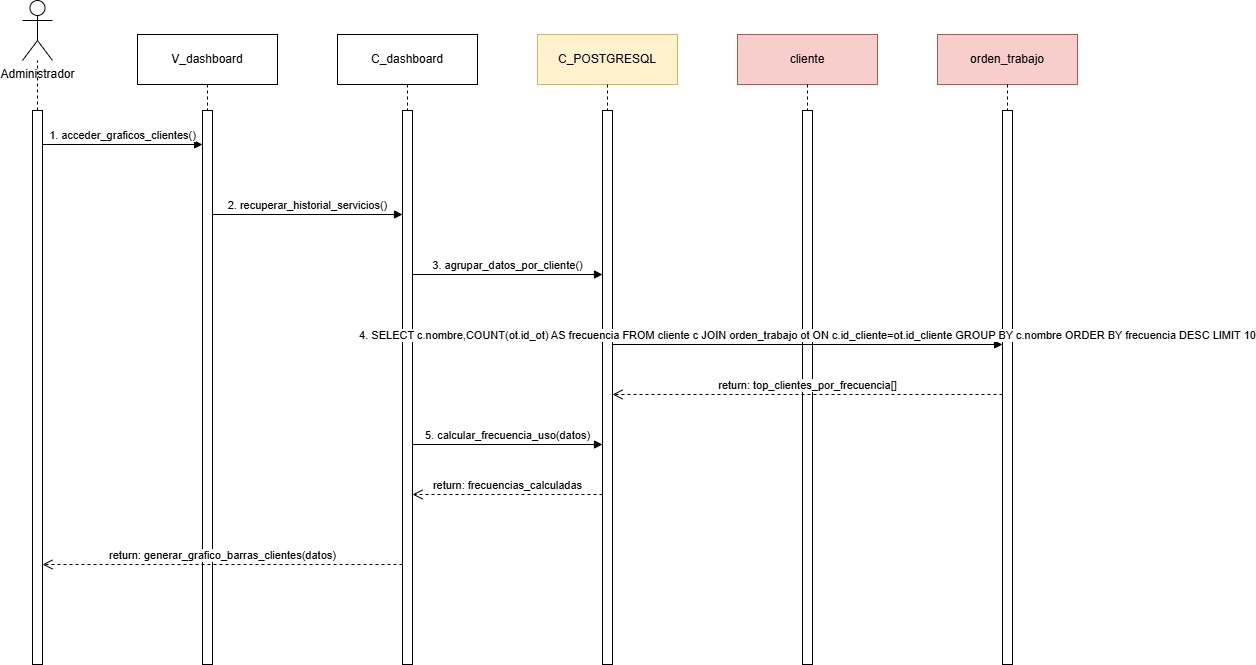 Administrador
V_dashboard
C_dashboard
C_POSTGRESQL
cliente
orden_trabajo
1. acceder_graficos_clientes()
2. recuperar_historial_servicios()
3. agrupar_datos_por_cliente()
4. SELECT c.nombre,COUNT(ot.id_ot) AS frecuencia FROM cliente c JOIN orden_trabajo ot ON c.id_cliente=ot.id_cliente GROUP BY c.nombre ORDER BY frecuencia DESC LIMIT 10
return: top_clientes_por_frecuencia[]
5. calcular_frecuencia_uso(datos)
return: frecuencias_calculadas
return: generar_grafico_barras_clientes(datos)